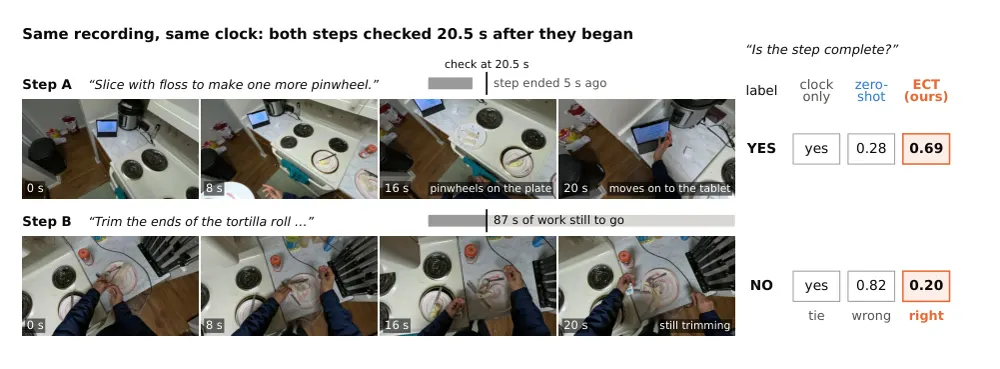 Same recording, same clock: both steps checked 20.5 s after they began
“Is the step complete?”
check at 20.5 s
Step A “Slice with floss to make one more pinwheel.” step ended 5 s ago
label clock only zero-shot ECT (ours)
0 s 8 s 16 s pinwheels on the plate 20 s moves on to the tablet
YES yes 0.28 0.69
Step B “Trim the ends of the tortilla roll ...” 87 s of work still to go
0 s 8 s 16 s 20 s still trimming
NO yes 0.82 0.20
tie wrong right